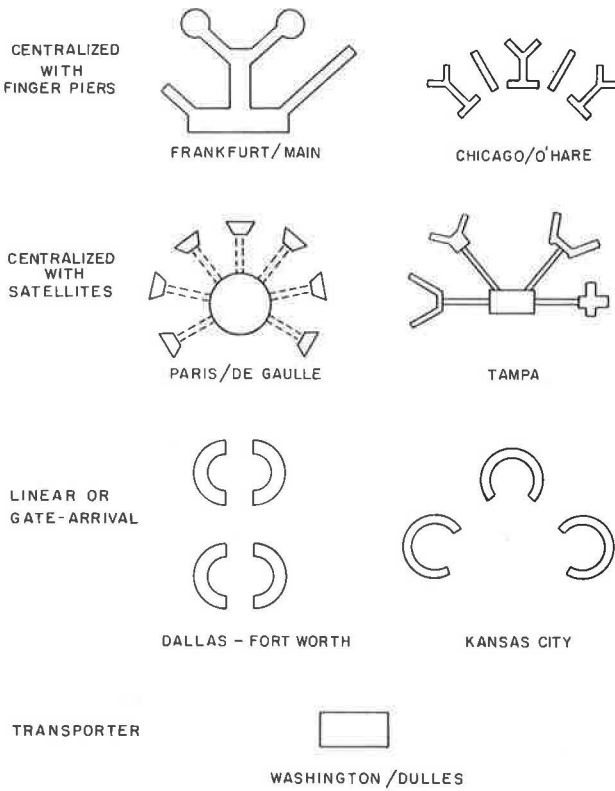 CENTRALIZED
WITH
FINGER PIERS
FRANKFURT/MAIN
CHICAGO/O'HARE
CENTRALIZED
WITH
SATELLITES
PARIS/DE GAULLE
TAMPA
LINEAR OR
GATE-ARRIVAL
DALLAS - FORT WORTH
KANSAS CITY
TRANSPORTER
WASHINGTON/DULLES